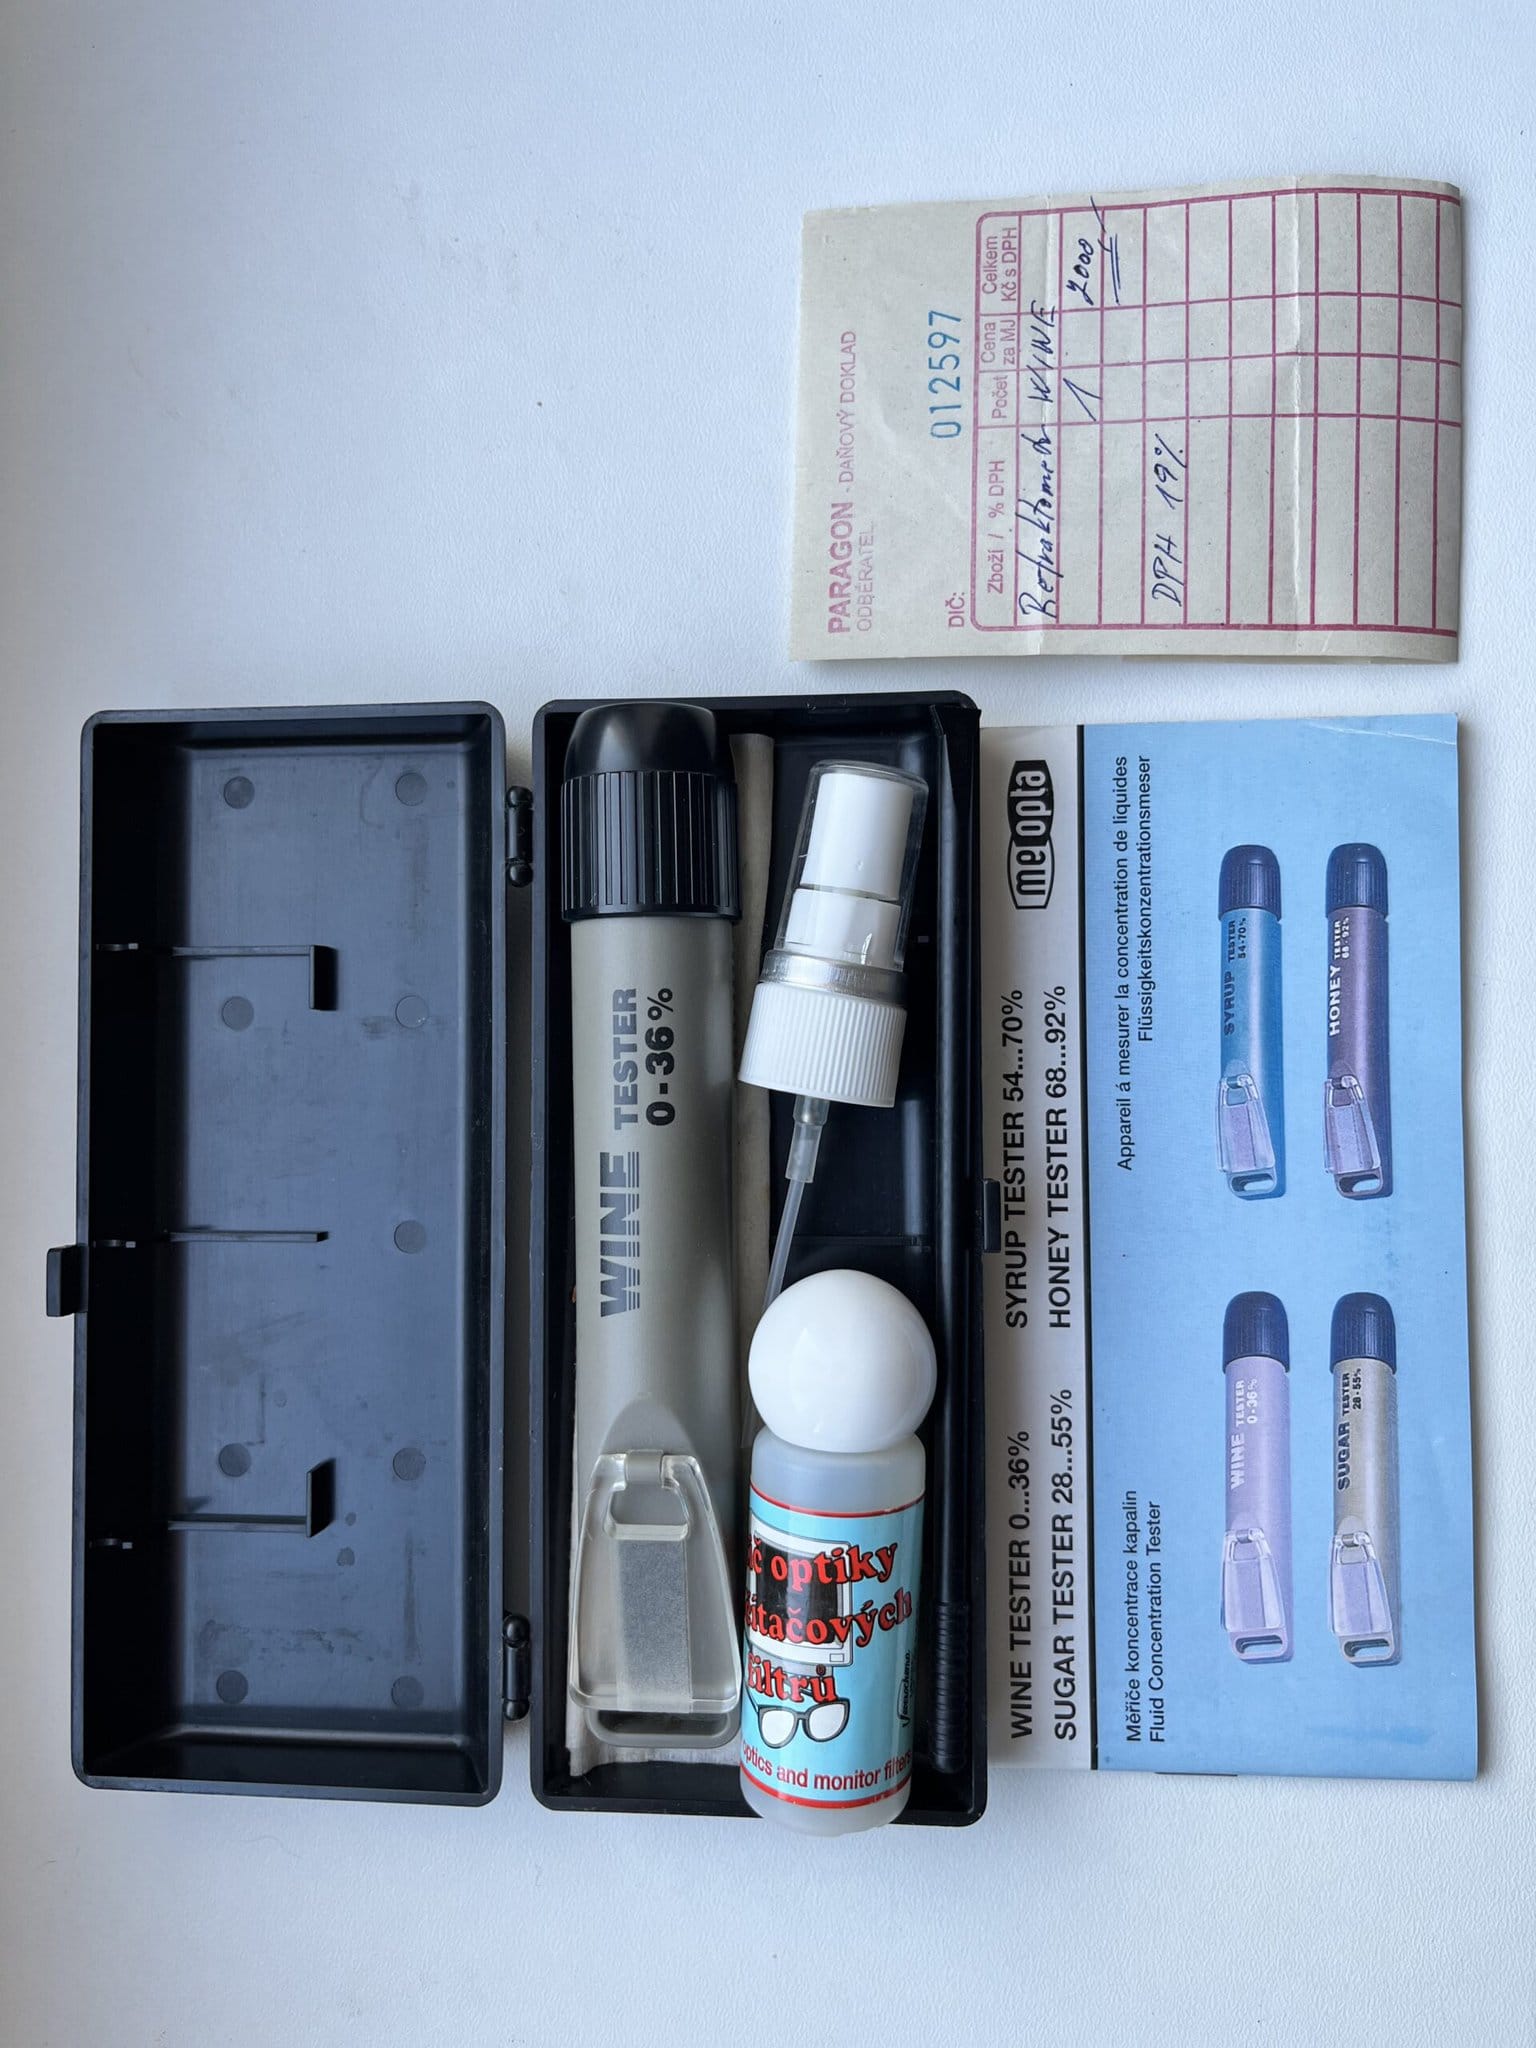 WINE TESTER
0-36%
č optiky
čítačových
filtrů
optics and monitor filters
PARAGON - DAŇOVÝ DOKLAD
ODBĚRATEL
012597
DIČ:
Zboží / % DPH Počet Cena za MJ Celkem Kč s DPH
Refraktometr WINE
1 2000
DPH 19%
WINE TESTER 0...36% SYRUP TESTER 54...70%
SUGAR TESTER 28...55% HONEY TESTER 68...92%
meopta
Měřiče koncentrace kapalin Appareil á mesurer la concentration de liquides
Fluid Concentration Tester Flüssigkeitskonzentrationsmeser
WINE TESTER
0-36%
SYRUP TESTER
54-70%
SUGAR TESTER
28-55%
HONEY TESTER
68-92%